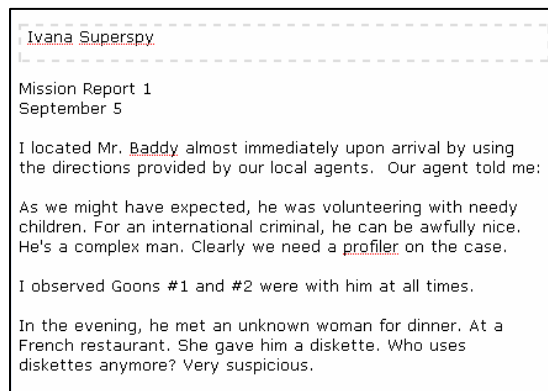 Ivana Superspy
Mission Report 1
September 5
I located Mr. Baddy almost immediately upon arrival by using
the directions provided by our local agents.  Our agent told me:
As we might have expected, he was volunteering with needy
children. For an international criminal, he can be awfully nice.
He's a complex man. Clearly we need a profiler on the case.
I observed Goons #1 and #2 were with him at all times.
In the evening, he met an unknown woman for dinner. At a
French restaurant. She gave him a diskette. Who uses
diskettes anymore? Very suspicious.